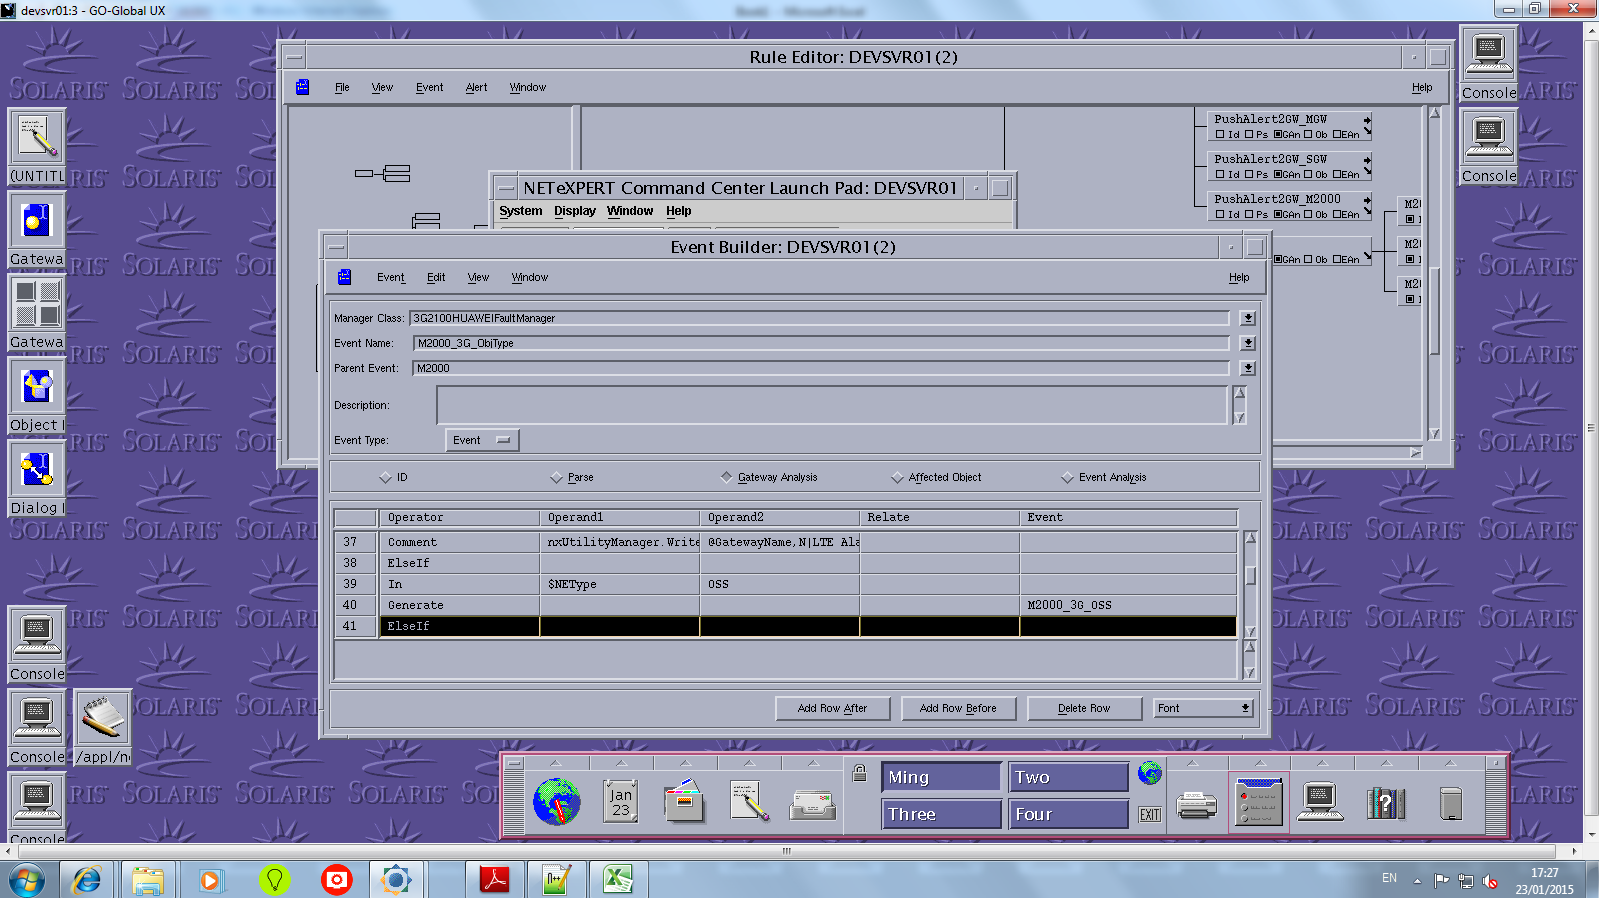 devsvr01:3 - GO-Global UX
Rule Editor: DEVSVR01(2)
File View Event Alert Window Help
PushAlert2GW_MGW
Id Ps GAn Ob EAn
PushAlert2GW_SGW
Id Ps GAn Ob EAn
PushAlert2GW_M2000
Id Ps GAn Ob EAn
GAn Ob EAn
NETeXPERT Command Center Launch Pad: DEVSVR01
System Display Window Help
Event Builder: DEVSVR01(2)
Event Edit View Window Help
Manager Class: 3G2100HUAWEIFaultManager
Event Name: M2000_3G_ObjType
Parent Event: M2000
Description:
Event Type: Event
ID Parse Gateway Analysis Affected Object Event Analysis
Operator Operand1 Operand2 Relate Event
37 Comment nxUtilityManager.Write @GatewayName,N|LTE Ala
38 ElseIf
39 In $NEType OSS
40 Generate M2000_3G_OSS
41 ElseIf
Add Row After Add Row Before Delete Row Font
(UNTITL
Gatewa
Gatewa
Object
Dialog
Console
Console
Console
/appl/n
Console
Console
SOLARIS
Jan
23
Ming Two
Three Four
EXIT
EN
17:27
23/01/2015